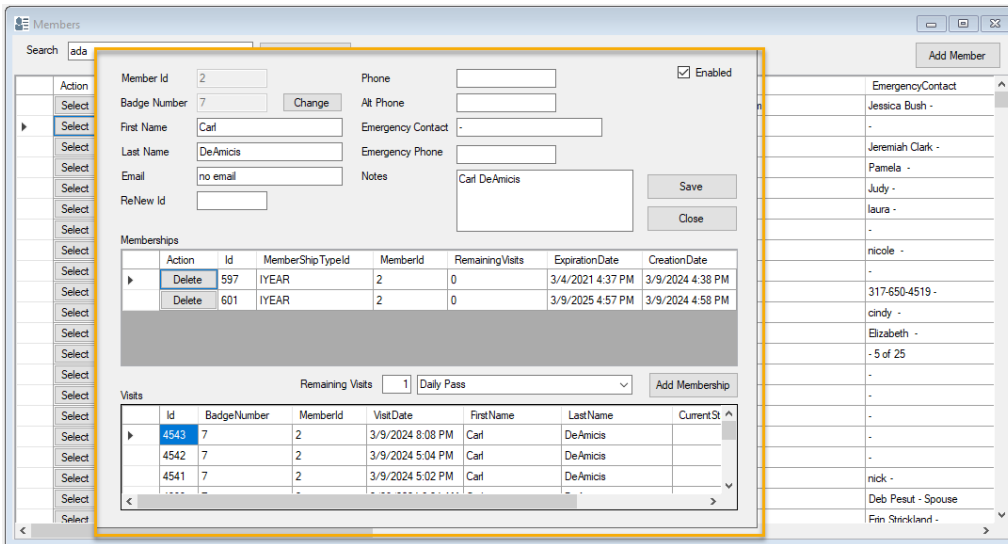 Members
Search ada
Add Member
Action EmergencyContact
Select Jessica Bush -
Select -
Select Jeremiah Clark -
Select Pamela -
Select Judy -
Select laura -
Select -
Select nicole -
Select -
Select 317-650-4519 -
Select cindy -
Select Elizabeth -
Select - 5 of 25
Select -
Select -
Select -
Select -
Select -
Select nick -
Select Deb Pesut - Spouse
Select Erin Strickland -
Member Id 2 Phone Enabled
Badge Number 7 Change Alt Phone
First Name Carl Emergency Contact -
Last Name DeAmicis Emergency Phone
Email no email Notes Carl DeAmicis
Save
ReNew Id
Close
Memberships
Action Id MemberShipTypeId MemberId RemainingVisits ExpirationDate CreationDate
Delete 597 IYEAR 2 0 3/4/2021 4:37 PM 3/9/2024 4:38 PM
Delete 601 IYEAR 2 0 3/9/2025 4:57 PM 3/9/2024 4:58 PM
Remaining Visits 1 Daily Pass Add Membership
Visits
Id BadgeNumber MemberId VisitDate FirstName LastName CurrentSt
4543 7 2 3/9/2024 8:08 PM Carl DeAmicis
4542 7 2 3/9/2024 5:04 PM Carl DeAmicis
4541 7 2 3/9/2024 5:02 PM Carl DeAmicis